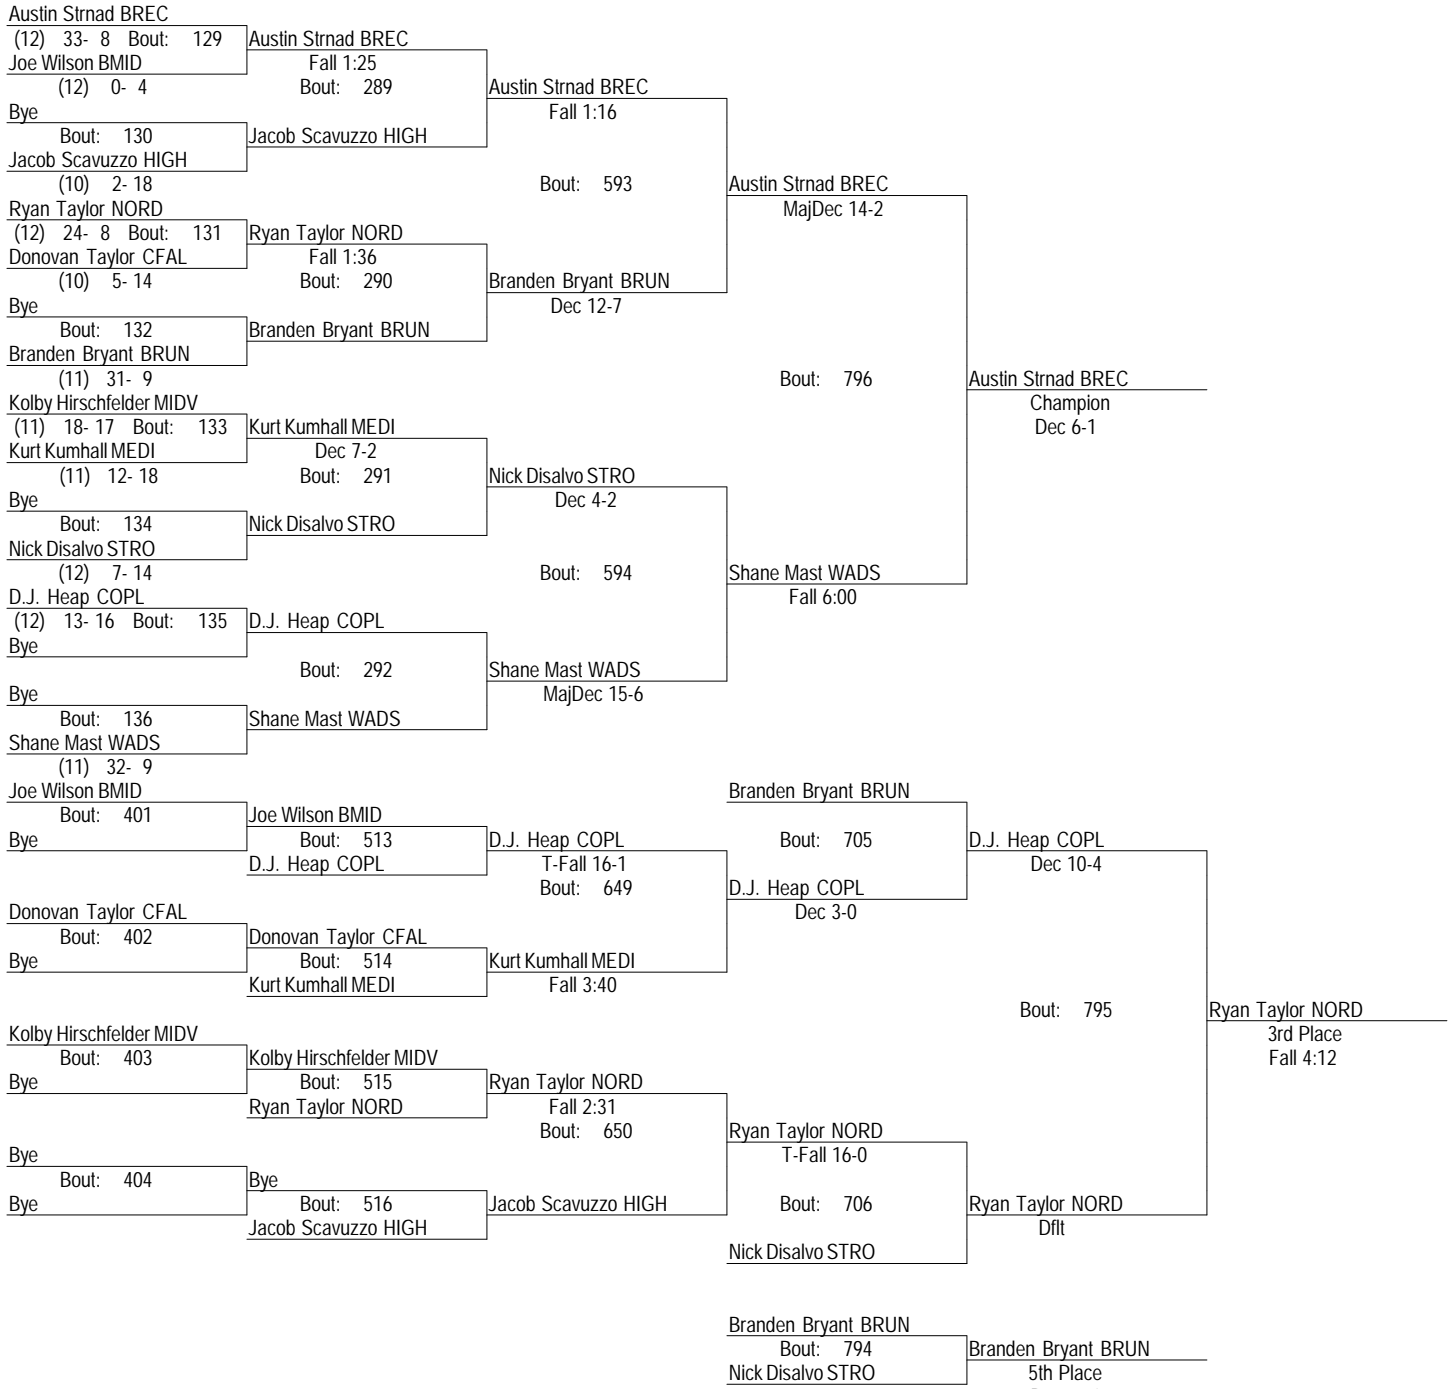 Austin Strnad BREC
(12) 33- 8 Bout: 129 Austin Strnad BREC
Joe Wilson BMID Fall 1:25
(12) 0- 4 Bout: 289 Austin Strnad BREC
Bye Fall 1:16
Bout: 130 Jacob Scavuzzo HIGH
Jacob Scavuzzo HIGH
(10) 2- 18 Bout: 593 Austin Strnad BREC
Ryan Taylor NORD MajDec 14-2
(12) 24- 8 Bout: 131 Ryan Taylor NORD
Donovan Taylor CFAL Fall 1:36
(10) 5- 14 Bout: 290 Branden Bryant BRUN
Bye Dec 12-7
Bout: 132 Branden Bryant BRUN
Branden Bryant BRUN
(11) 31- 9 Bout: 796 Austin Strnad BREC
Kolby Hirschfelder MIDV Champion
(11) 18- 17 Bout: 133 Kurt Kumhall MEDI Dec 6-1
Kurt Kumhall MEDI Dec 7-2
(11) 12- 18 Bout: 291 Nick Disalvo STRO
Bye Dec 4-2
Bout: 134 Nick Disalvo STRO
Nick Disalvo STRO
(12) 7- 14 Bout: 594 Shane Mast WADS
D.J. Heap COPL Fall 6:00
(12) 13- 16 Bout: 135 D.J. Heap COPL
Bye
Bout: 292 Shane Mast WADS
Bye MajDec 15-6
Bout: 136 Shane Mast WADS
Shane Mast WADS
(11) 32- 9
Joe Wilson BMID Branden Bryant BRUN
Bout: 401 Joe Wilson BMID
Bye Bout: 513 D.J. Heap COPL Bout: 705 D.J. Heap COPL
D.J. Heap COPL T-Fall 16-1 Dec 10-4
Bout: 649 D.J. Heap COPL
Donovan Taylor CFAL Dec 3-0
Bout: 402 Donovan Taylor CFAL
Bye Bout: 514 Kurt Kumhall MEDI
Kurt Kumhall MEDI Fall 3:40
Bout: 795 Ryan Taylor NORD
Kolby Hirschfelder MIDV 3rd Place
Bout: 403 Kolby Hirschfelder MIDV Fall 4:12
Bye Bout: 515 Ryan Taylor NORD
Ryan Taylor NORD Fall 2:31
Bout: 650 Ryan Taylor NORD
Bye T-Fall 16-0
Bout: 404 Bye
Bye Bout: 516 Jacob Scavuzzo HIGH Bout: 706 Ryan Taylor NORD
Jacob Scavuzzo HIGH Dflt
Nick Disalvo STRO
Branden Bryant BRUN
Bout: 794 Branden Bryant BRUN
Nick Disalvo STRO 5th Place